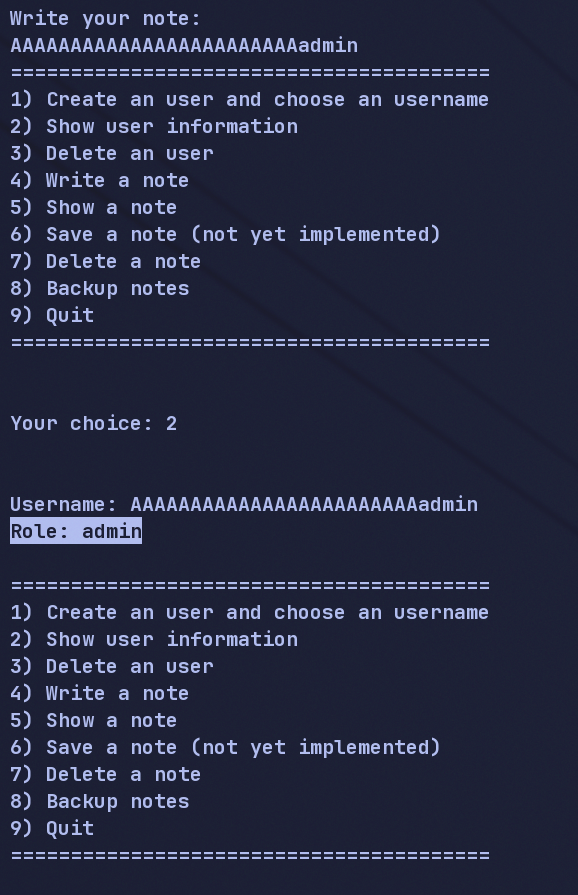 Write your note:
AAAAAAAAAAAAAAAAAAAAAAAAadmin
========================================
1) Create an user and choose an username
2) Show user information
3) Delete an user
4) Write a note
5) Show a note
6) Save a note (not yet implemented)
7) Delete a note
8) Backup notes
9) Quit
========================================
Your choice: 2
Username: AAAAAAAAAAAAAAAAAAAAAAAAadmin
Role: admin
========================================
1) Create an user and choose an username
2) Show user information
3) Delete an user
4) Write a note
5) Show a note
6) Save a note (not yet implemented)
7) Delete a note
8) Backup notes
9) Quit
========================================